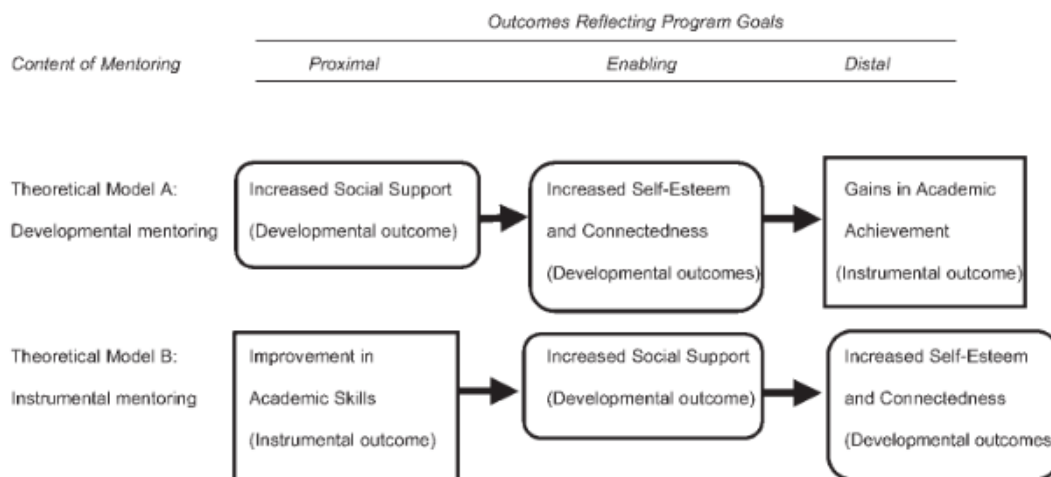 Outcomes Reflecting Program Goals
Content of Mentoring
Proximal
Enabling
Distal
Theoretical Model A:
Developmental mentoring
Increased Social Support
(Developmental outcome)
Increased Self-Esteem
and Connectedness
(Developmental outcomes)
Gains in Academic
Achievement
(Instrumental outcome)
Theoretical Model B:
Instrumental mentoring
Improvement in
Academic Skills
(Instrumental outcome)
Increased Social Support
(Developmental outcome)
Increased Self-Esteem
and Connectedness
(Developmental outcomes